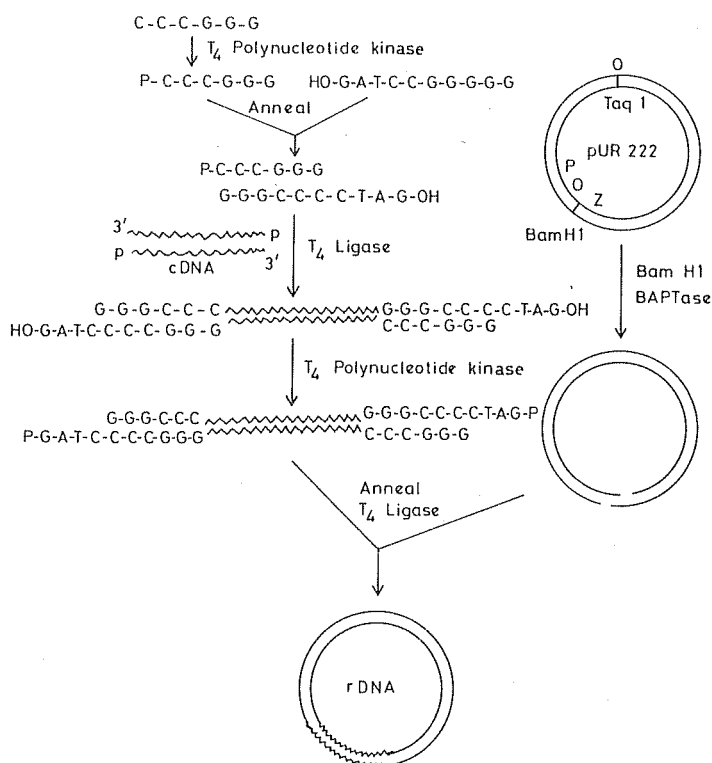 C-C-C-G-G-G
T4 Polynucleotide kinase
P-C-C-C-G-G-G HO-G-A-T-C-C-G-G-G-G-G
Anneal
O
Taq 1
pUR 222
P
O
Z
BamH1
P-C-C-C-G-G-G
G-G-G-C-C-C-C-T-A-G-OH
3' p
p 3'
cDNA
T4 Ligase
Bam H1
BAPTase
G-G-G-C-C-C G-G-G-C-C-C-C-T-A-G-OH
HO-G-A-T-C-C-C-C-G-G-G C-C-C-G-G-G
T4 Polynucleotide kinase
G-G-G-C-C-C G-G-G-C-C-C-C-T-A-G-P
P-G-A-T-C-C-C-C-G-G-G C-C-C-G-G-G
Anneal
T4 Ligase
rDNA